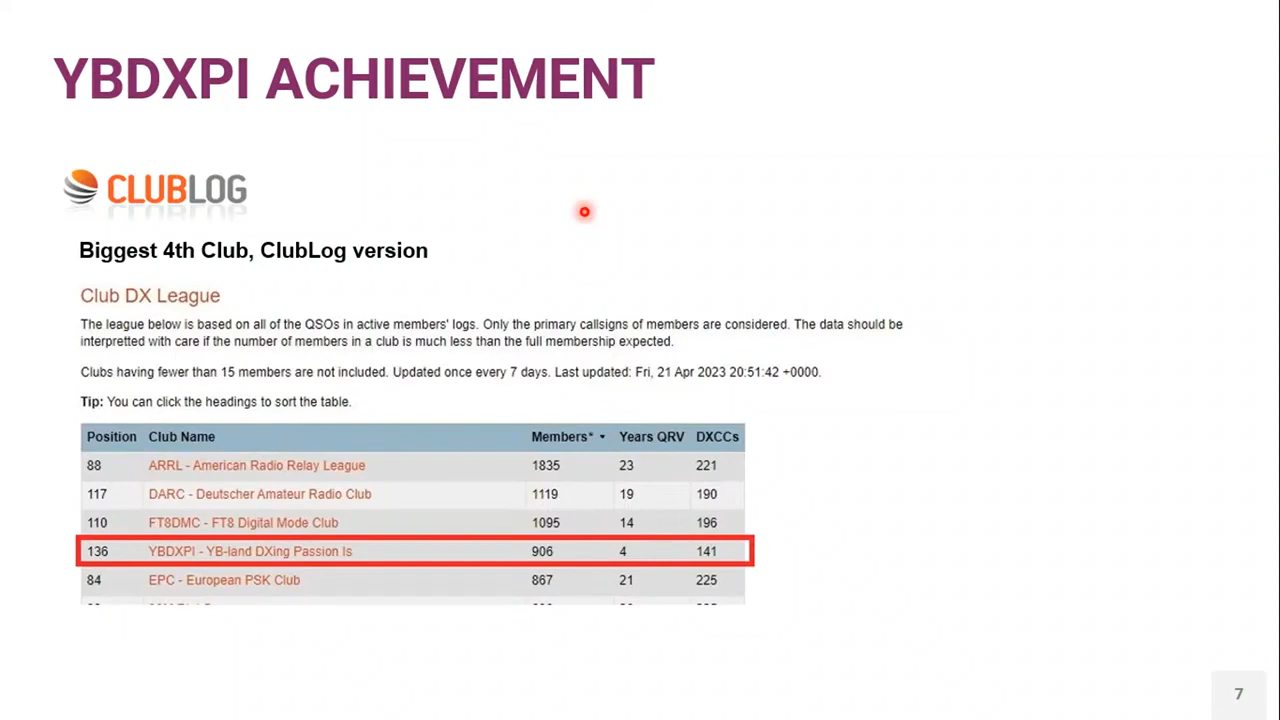 YBDXPI ACHIEVEMENT
CLUBLOG
Biggest 4th Club, ClubLog version
Club DX League
The league below is based on all of the QSOs in active members' logs. Only the primary callsigns of members are considered. The data should be
interpretted with care if the number of members in a club is much less than the full membership expected.
Clubs having fewer than 15 members are not included. Updated once every 7 days. Last updated: Fri, 21 Apr 2023 20:51:42 +0000.
Tip: You can click the headings to sort the table.
Position Club Name Members* Years QRV DXCCs
88 ARRL - American Radio Relay League 1835 23 221
117 DARC - Deutscher Amateur Radio Club 1119 19 190
110 FT8DMC - FT8 Digital Mode Club 1095 14 196
136 YBDXPI - YB-land DXing Passion Is 906 4 141
84 EPC - European PSK Club 867 21 225
7